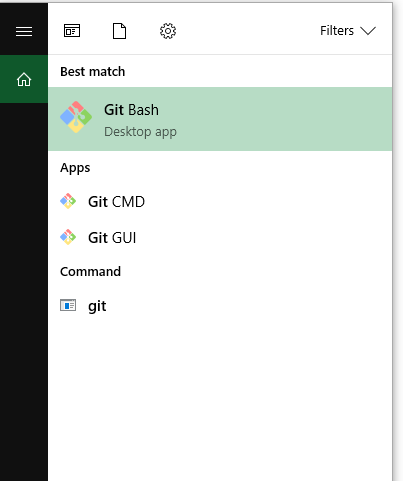 Filters
Best match
Git Bash
Desktop app
Apps
Git CMD
Git GUI
Command
git